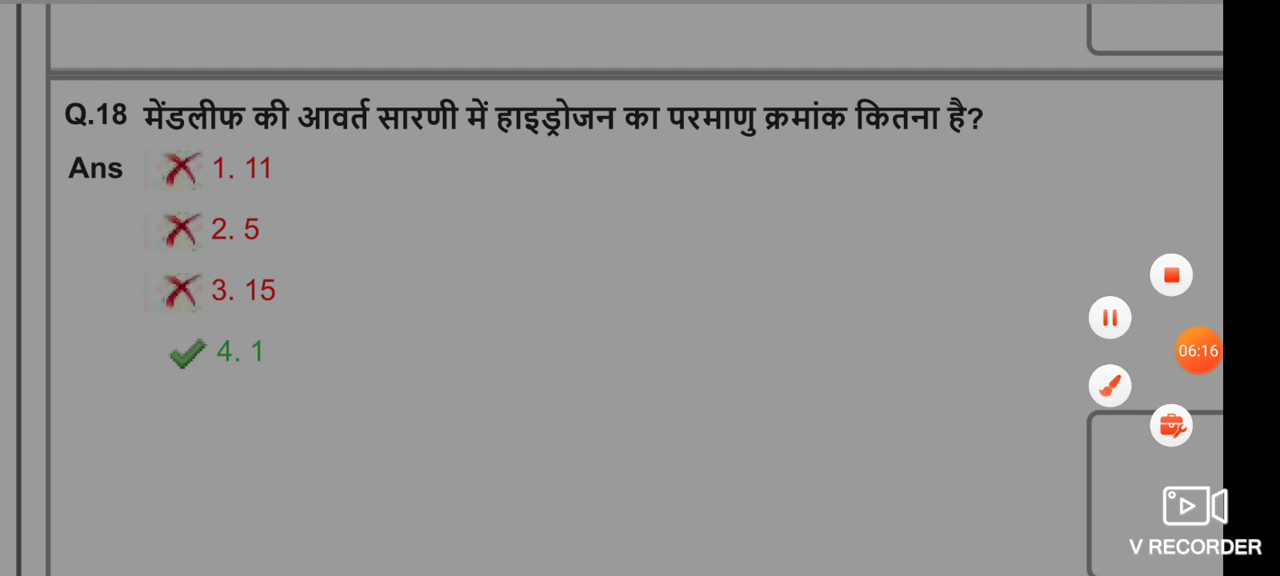 Q.18 मेंडलीफ की आवर्त सारणी में हाइड्रोजन का परमाणु क्रमांक कितना है?
Ans 1. 11
2. 5
3. 15
4. 1
06:16
V RECORDER